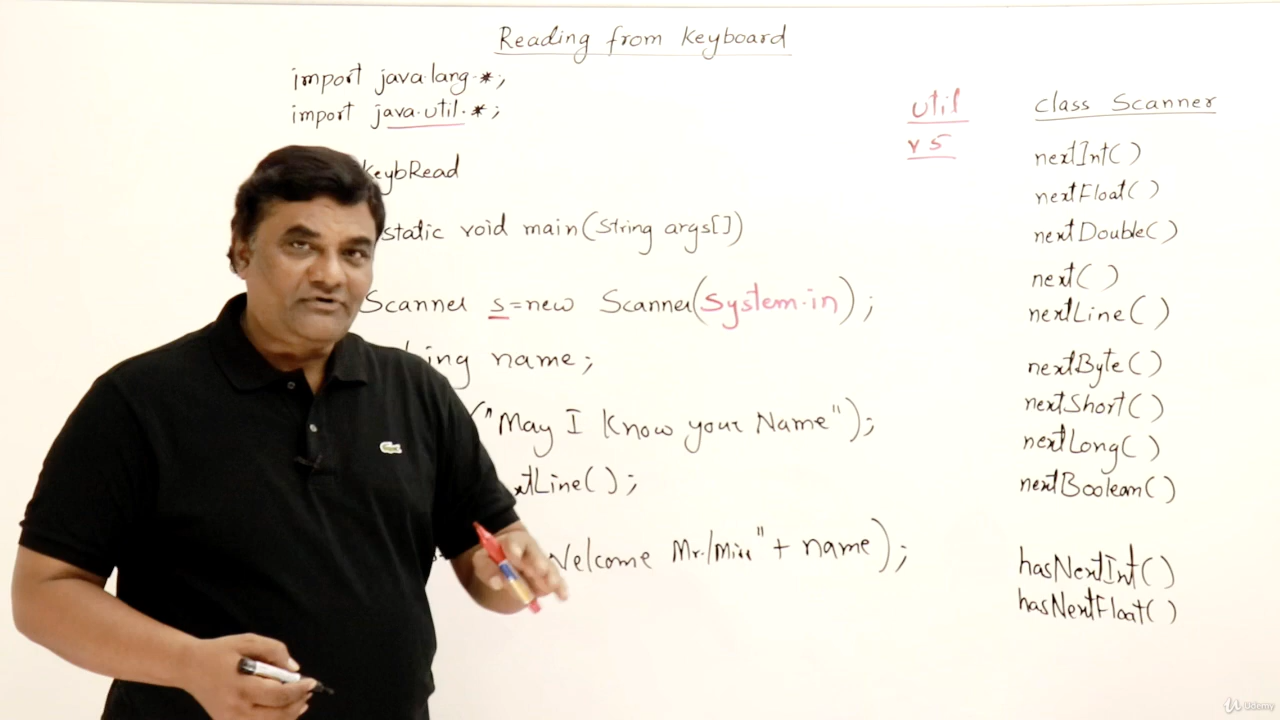 Reading from Keyboard
import java.lang.*;
import java.util.*;
KeybRead
static void main(String args[])
Scanner s=new Scanner(System.in);
name;
("May I Know your Name");
Line();
Welcome Mr./Miss"+ name);
util
v5
class Scanner
nextInt()
nextFloat()
nextDouble()
next()
nextLine()
nextByte()
nextShort()
nextLong()
nextBoolean()
hasNextInt()
hasNextFloat()
Udemy